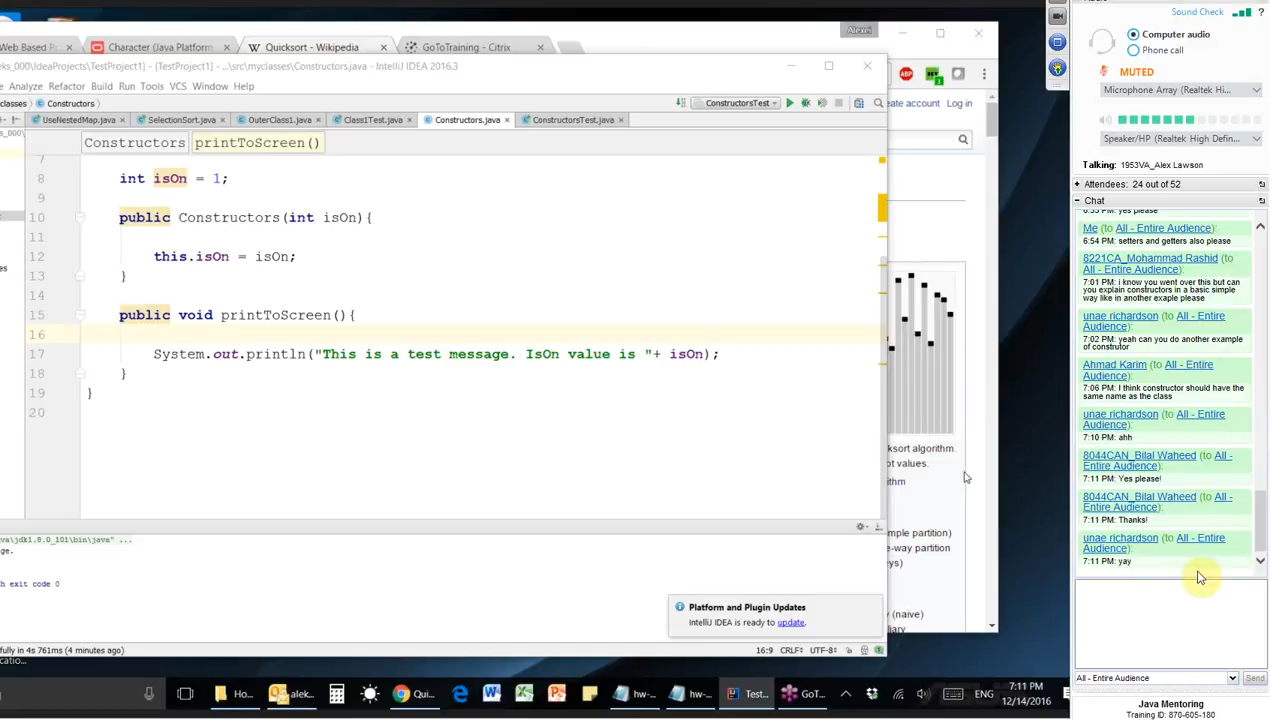 Alexei
Web Based P
Character (Java Platform
Quicksort - Wikipedia
GoToTraining - Citrix
eks_000\IdeaProjects\TestProject1] - [TestProject1] - ...\src\myclasses\Constructors.java - IntelliJ IDEA 2016.3
Analyze Refactor Build Run Tools VCS Window Help
classes Constructors
ConstructorsTest
UseNestedMap.java
SelectionSort.java
OuterClass1.java
Class1Test.java
Constructors.java
ConstructorsTest.java
Constructors
printToScreen()
7
8 int isOn = 1;
9
10 public Constructors(int isOn){
11
12 this.isOn = isOn;
13 }
14
15 public void printToScreen(){
16
17 System.out.println("This is a test message. IsOn value is "+ isOn);
18 }
19 }
20
ABP
eate account Log in
cksort algorithm.
ot values.
ithm
mple partition)
e-way partition
eys)
(naive)
iliary
va\jdk1.8.0_101\bin\java" ...
ge.
h exit code 0
Platform and Plugin Updates
IntelliJ IDEA is ready to update.
fully in 4s 761ms (4 minutes ago)
16:9 CRLF÷ UTF-8÷
Ho...
alek...
Qui...
hw-...
hw-...
Test...
GoT...
ENG
7:11 PM
12/14/2016
Sound Check
?
Computer audio
Phone call
MUTED
Microphone Array (Realtek Hi...
Speaker/HP (Realtek High Defin...
Talking: 1953VA_Alex Lawson
Attendees: 24 out of 52
Chat
6:53 PM: yes please
Me (to All - Entire Audience):
6:54 PM: setters and getters also please
8221CA_Mohammad Rashid (to
All - Entire Audience):
7:01 PM: i know you went over this but can
you explain constructors in a basic simple
way like in another exaple please
unae richardson (to All - Entire
Audience):
7:02 PM: yeah can you do another example
of construtor
Ahmad Karim (to All - Entire
Audience):
7:06 PM: I think constructor should have the
same name as the class
unae richardson (to All - Entire
Audience):
7:10 PM: ahh
8044CAN_Bilal Waheed (to All -
Entire Audience):
7:11 PM: Yes please!
8044CAN_Bilal Waheed (to All -
Entire Audience):
7:11 PM: Thanks!
unae richardson (to All - Entire
Audience):
7:11 PM: yay
All - Entire Audience
Send
Java Mentoring
Training ID: 870-605-180